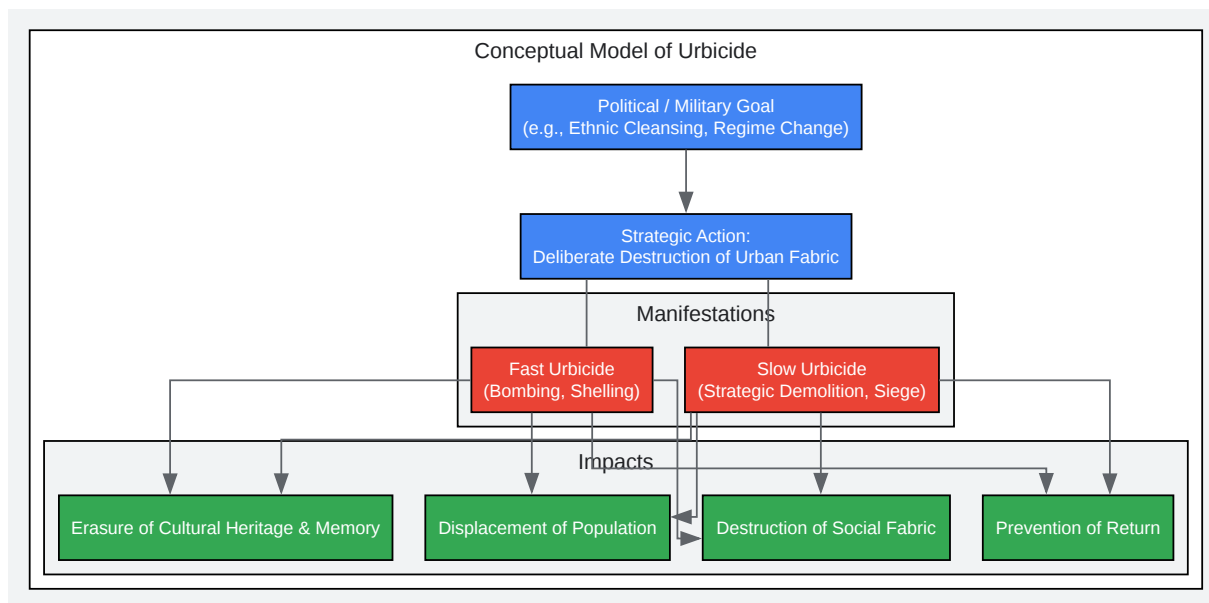 Conceptual Model of Urbicide
Political / Military Goal
(e.g., Ethnic Cleansing, Regime Change)
Strategic Action:
Deliberate Destruction of Urban Fabric
Manifestations
Fast Urbicide
(Bombing, Shelling)
Slow Urbicide
(Strategic Demolition, Siege)
Impacts
Erasure of Cultural Heritage & Memory
Displacement of Population
Destruction of Social Fabric
Prevention of Return